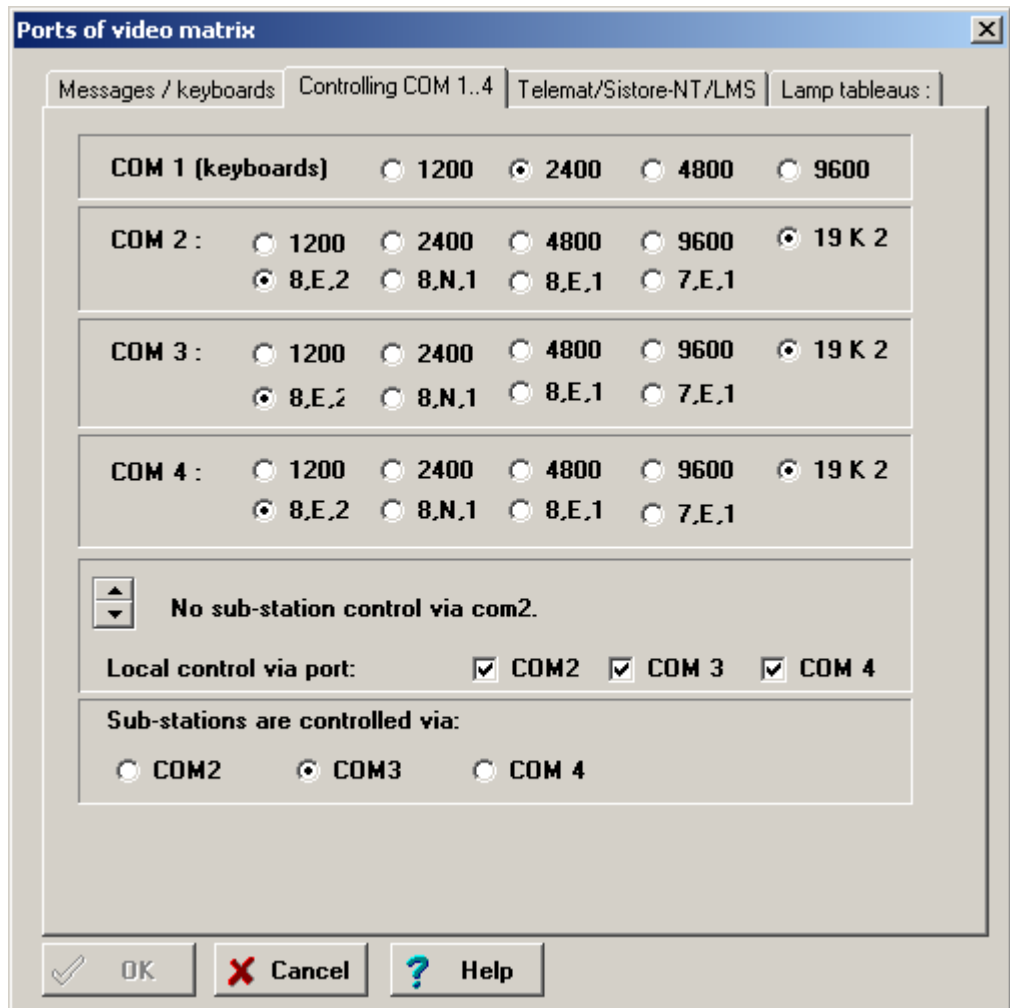 Ports of video matrix
Messages / keyboards Controlling COM 1..4 Telemat/Sistore-NT/LMS Lamp tableaus :
COM 1 (keyboards) 1200 2400 4800 9600
COM 2 : 1200 2400 4800 9600 19 K 2
8,E,2 8,N,1 8,E,1 7,E,1
COM 3 : 1200 2400 4800 9600 19 K 2
8,E,2 8,N,1 8,E,1 7,E,1
COM 4 : 1200 2400 4800 9600 19 K 2
8,E,2 8,N,1 8,E,1 7,E,1
No sub-station control via com2.
Local control via port: COM2 COM 3 COM 4
Sub-stations are controlled via:
COM2 COM3 COM 4
OK Cancel Help